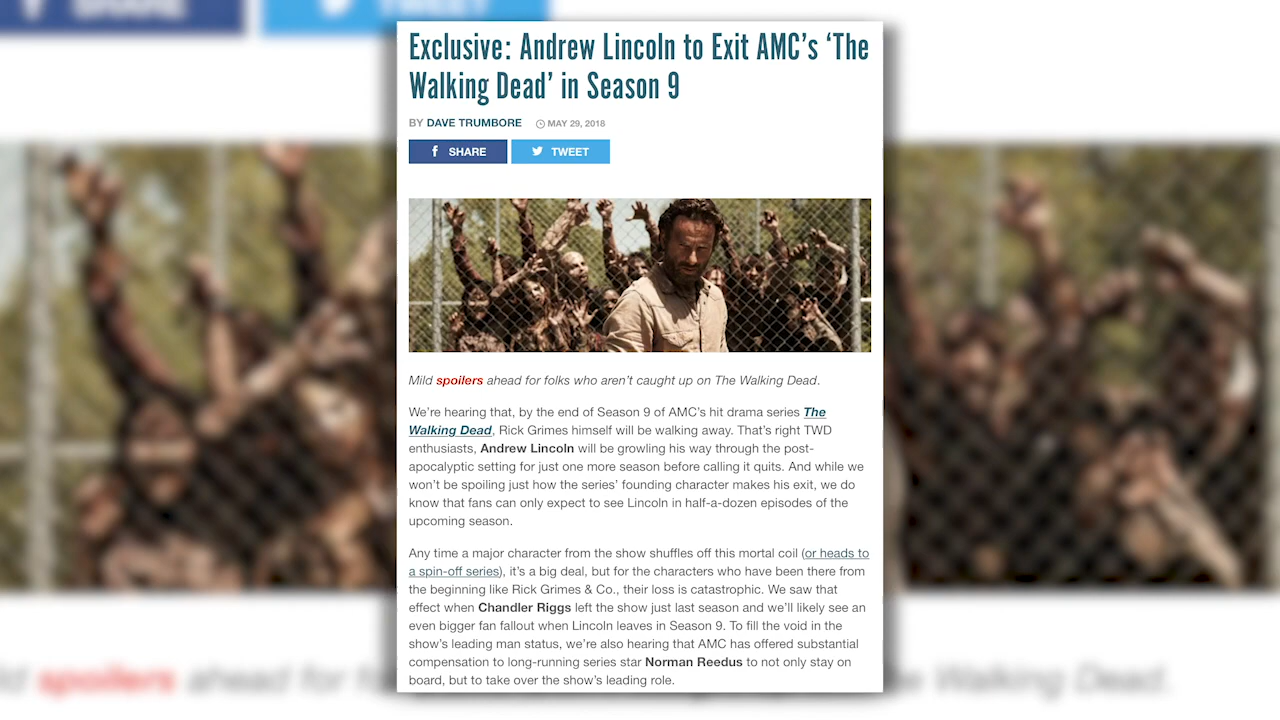 SHARE
TWEET
Exclusive: Andrew Lincoln to Exit AMC’s ‘The
Walking Dead’ in Season 9
BY DAVE TRUMBORE MAY 29, 2018
SHARE TWEET
Mild spoilers ahead for folks who aren’t caught up on The Walking Dead.
We’re hearing that, by the end of Season 9 of AMC’s hit drama series The
Walking Dead, Rick Grimes himself will be walking away. That’s right TWD
enthusiasts, Andrew Lincoln will be growling his way through the post-
apocalyptic setting for just one more season before calling it quits. And while we
won’t be spoiling just how the series’ founding character makes his exit, we do
know that fans can only expect to see Lincoln in half-a-dozen episodes of the
upcoming season.
Any time a major character from the show shuffles off this mortal coil (or heads to
a spin-off series), it’s a big deal, but for the characters who have been there from
the beginning like Rick Grimes & Co., their loss is catastrophic. We saw that
effect when Chandler Riggs left the show just last season and we’ll likely see an
even bigger fan fallout when Lincoln leaves in Season 9. To fill the void in the
show’s leading man status, we’re also hearing that AMC has offered substantial
compensation to long-running series star Norman Reedus to not only stay on
board, but to take over the show’s leading role.
spoilers ahead for
Walking Dead.